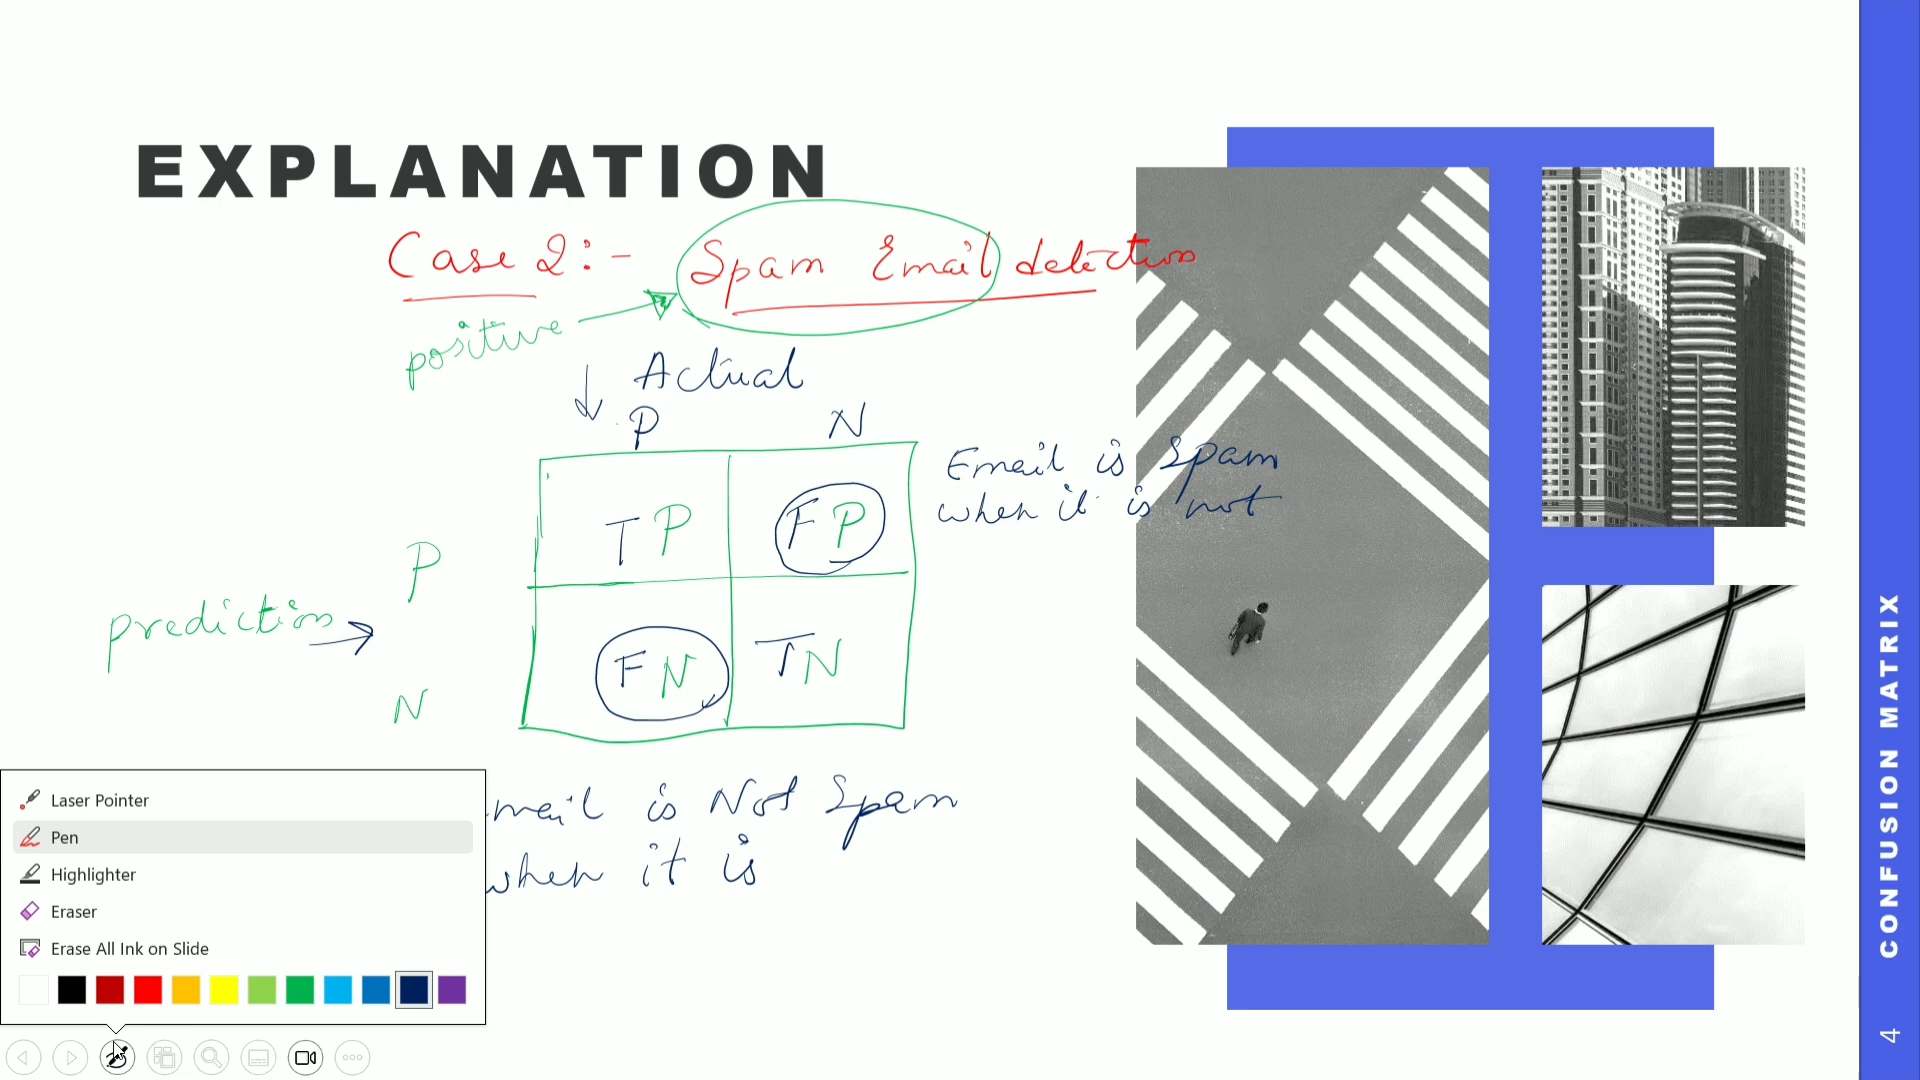 EXPLANATION
Case 2:- Spam Email detection
positive
Actual
P N
Email is Spam
when it is not
TP FP
P
prediction
FN TN
N
mail is Not Spam
when it is
Laser Pointer
Pen
Highlighter
Eraser
Erase All Ink on Slide
CONFUSION MATRIX
4